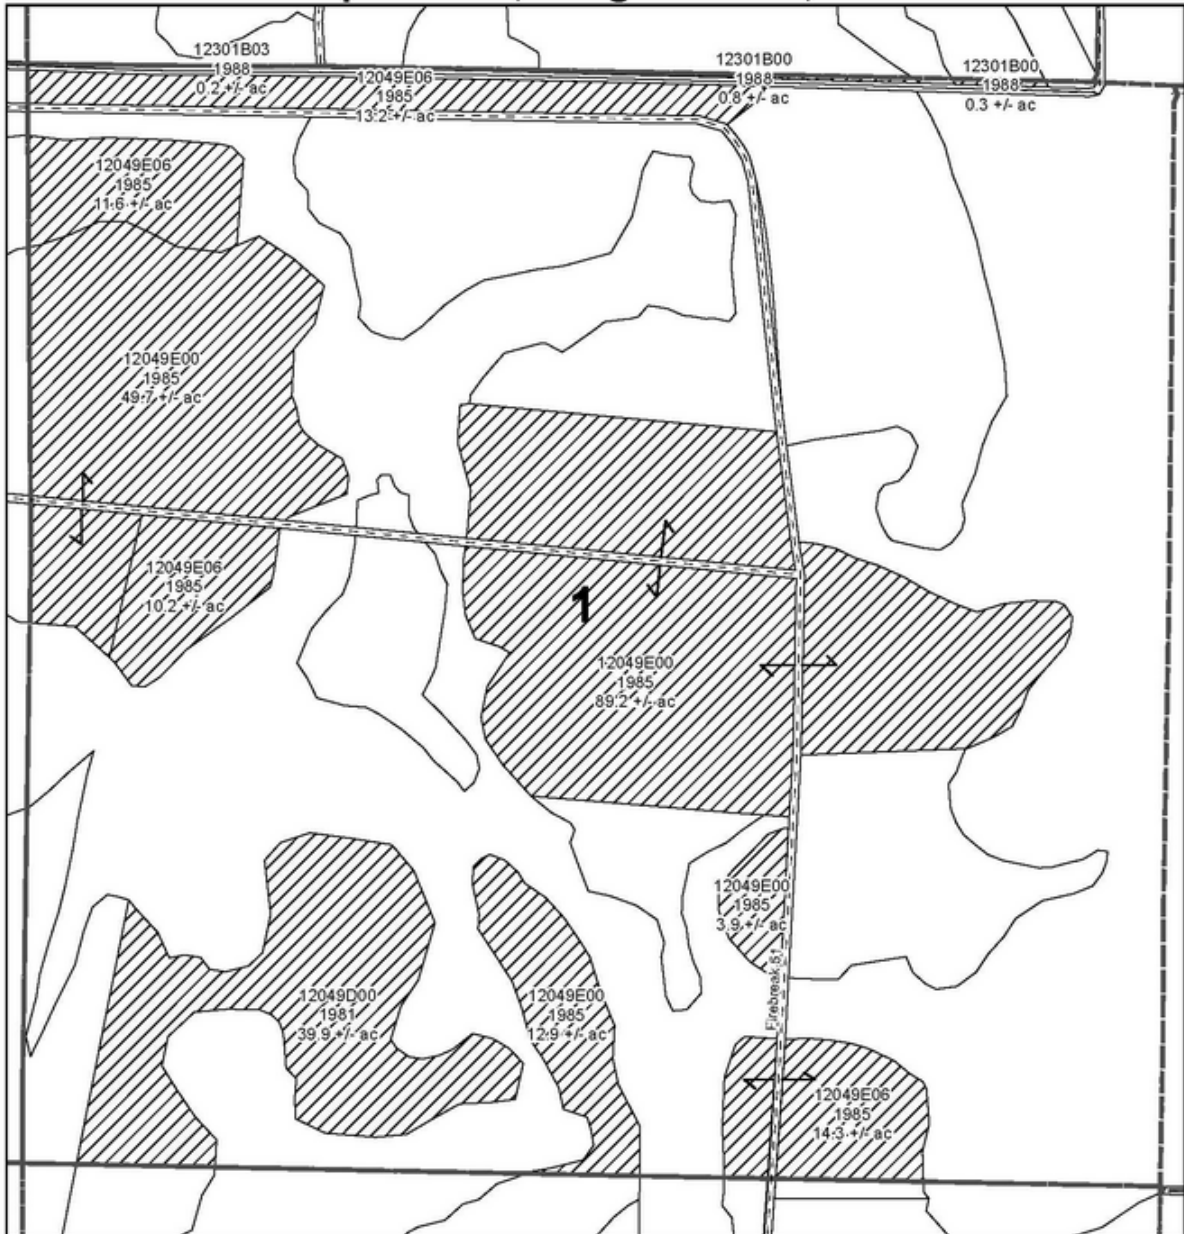 12301B03
1988
0.2 +/- ac
12049E06
1985
13.2 +/- ac
12301B00
1988
0.8 +/- ac
12301B00
1988
0.3 +/- ac
12049E06
1985
11.6 +/- ac
12049E00
1985
49.7 +/- ac
12049E06
1985
10.2 +/- ac
1
12049E00
1985
89.2 +/- ac
12049E00
1985
3.9 +/- ac
Firebreak 51
12049D00
1981
39.9 +/- ac
12049E00
1985
12.9 +/- ac
12049E06
1985
14.3 +/- ac